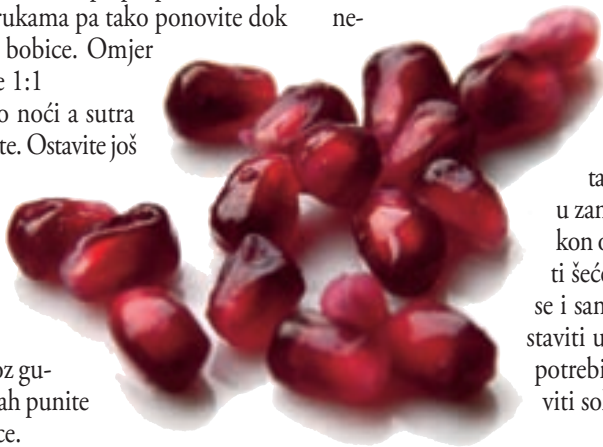 rukama pa tako ponovite dok
bobice. Omjer
e 1:1
o noći a sutra
te. Ostavite još
oz gu-
ah punite
ce.
ne-
ta
u zan
kon o
ti šeće
se i san
staviti u
potrebi
viti so